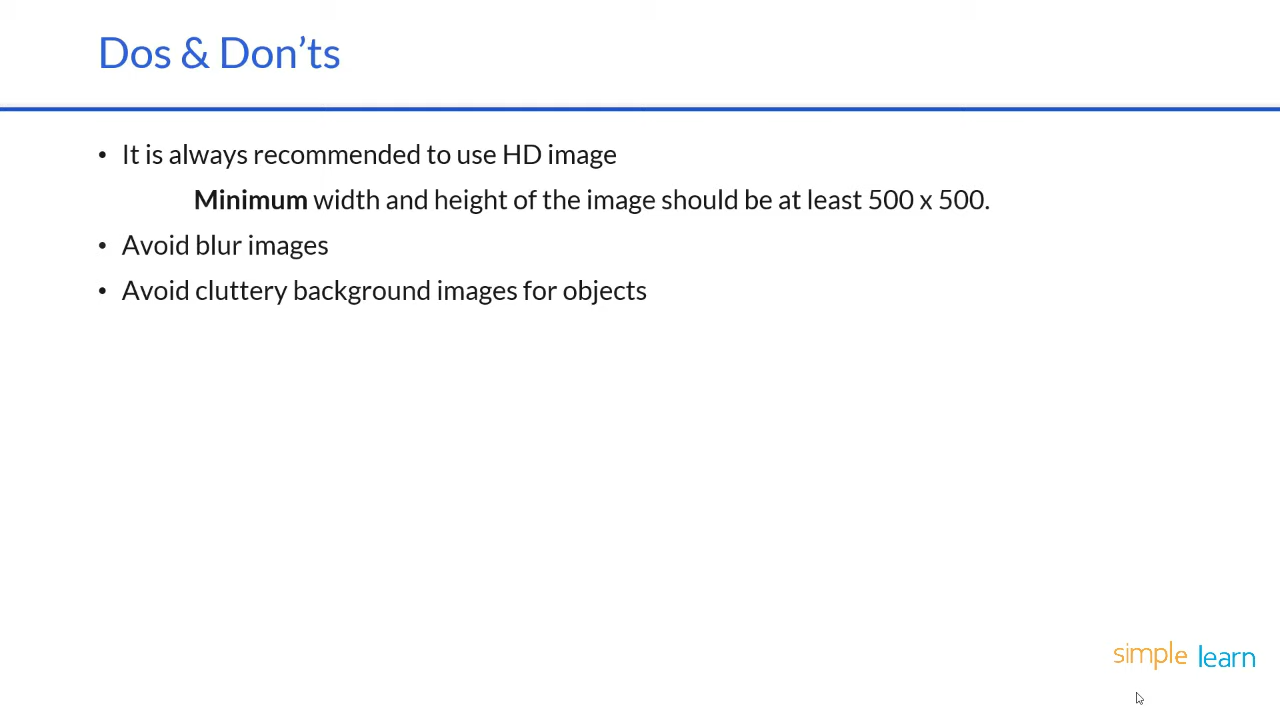 Dos & Don’ts
• It is always recommended to use HD image
Minimum width and height of the image should be at least 500 x 500.
• Avoid blur images
• Avoid cluttery background images for objects
simple learn